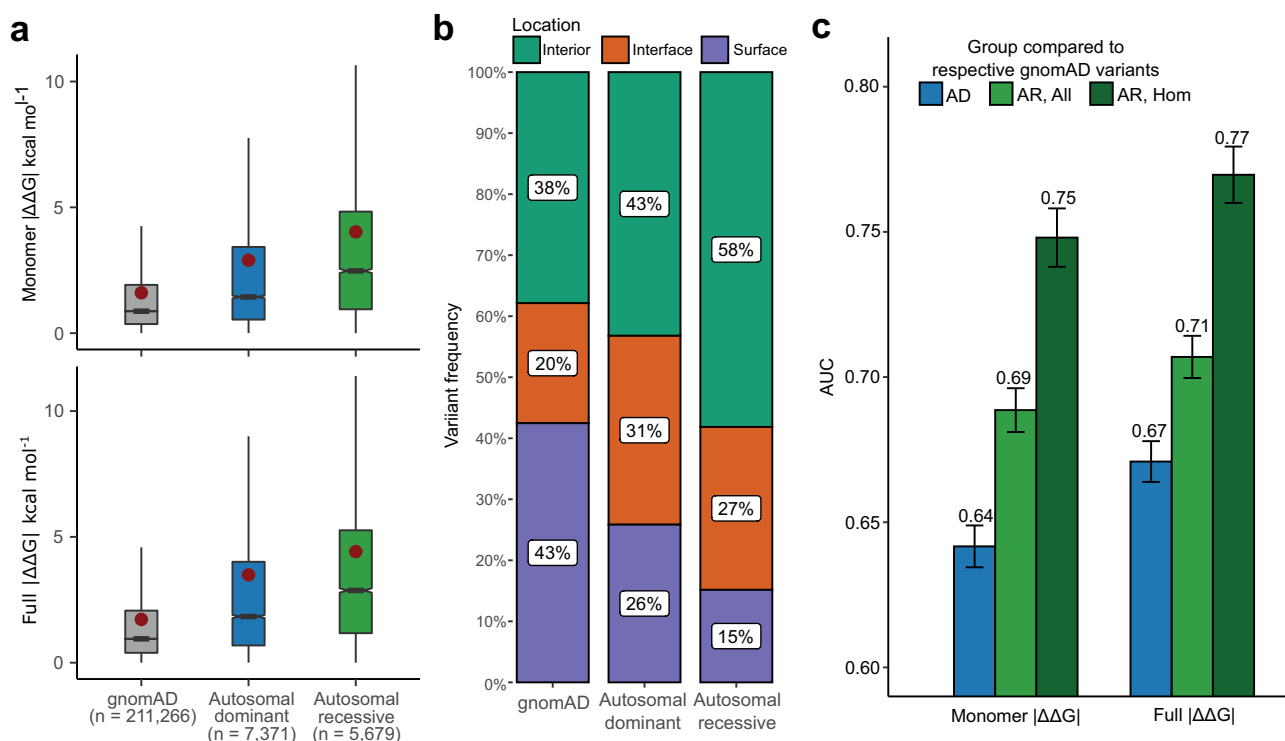 a
Monomer |ΔΔG| kcal mol-1
10
5
0
Full |ΔΔG| kcal mol-1
10
5
0
gnomAD
(n = 211,266)
Autosomal
dominant
(n = 7,371)
Autosomal
recessive
(n = 5,679)
b
Location
Interior
Interface
Surface
Variiant frequency
100%
90%
80%
70%
60%
50%
40%
30%
20%
10%
0%
38%
20%
43%
43%
31%
26%
58%
27%
15%
gnomAD
Autosomal
dominant
Autosomal
recessive
c
Group compared to
respective gnomAD variants
AD
AR, All
AR, Hom
AUC
0.80
0.75
0.70
0.65
0.60
0.64
0.69
0.75
0.67
0.71
0.77
Monomer |ΔΔG|
Full |ΔΔG|